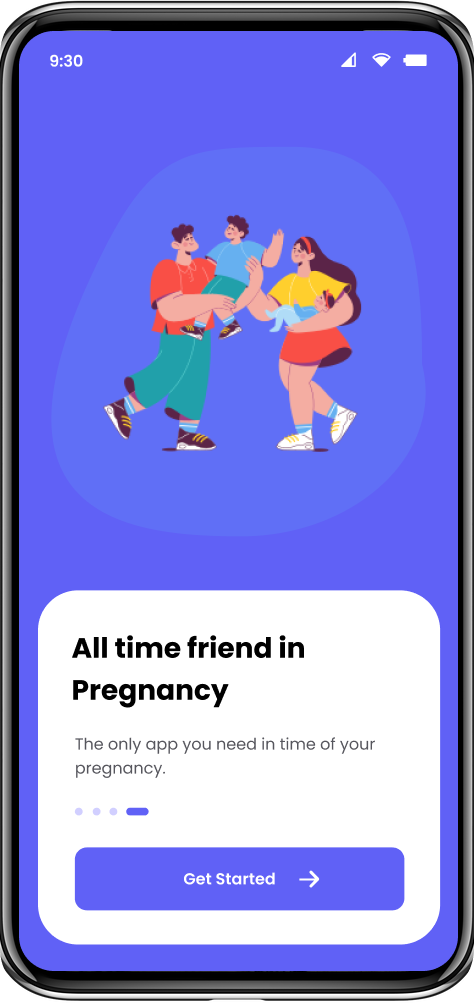 9:30
All time friend in
Pregnancy
The only app you need in time of your
pregnancy.
Get Started